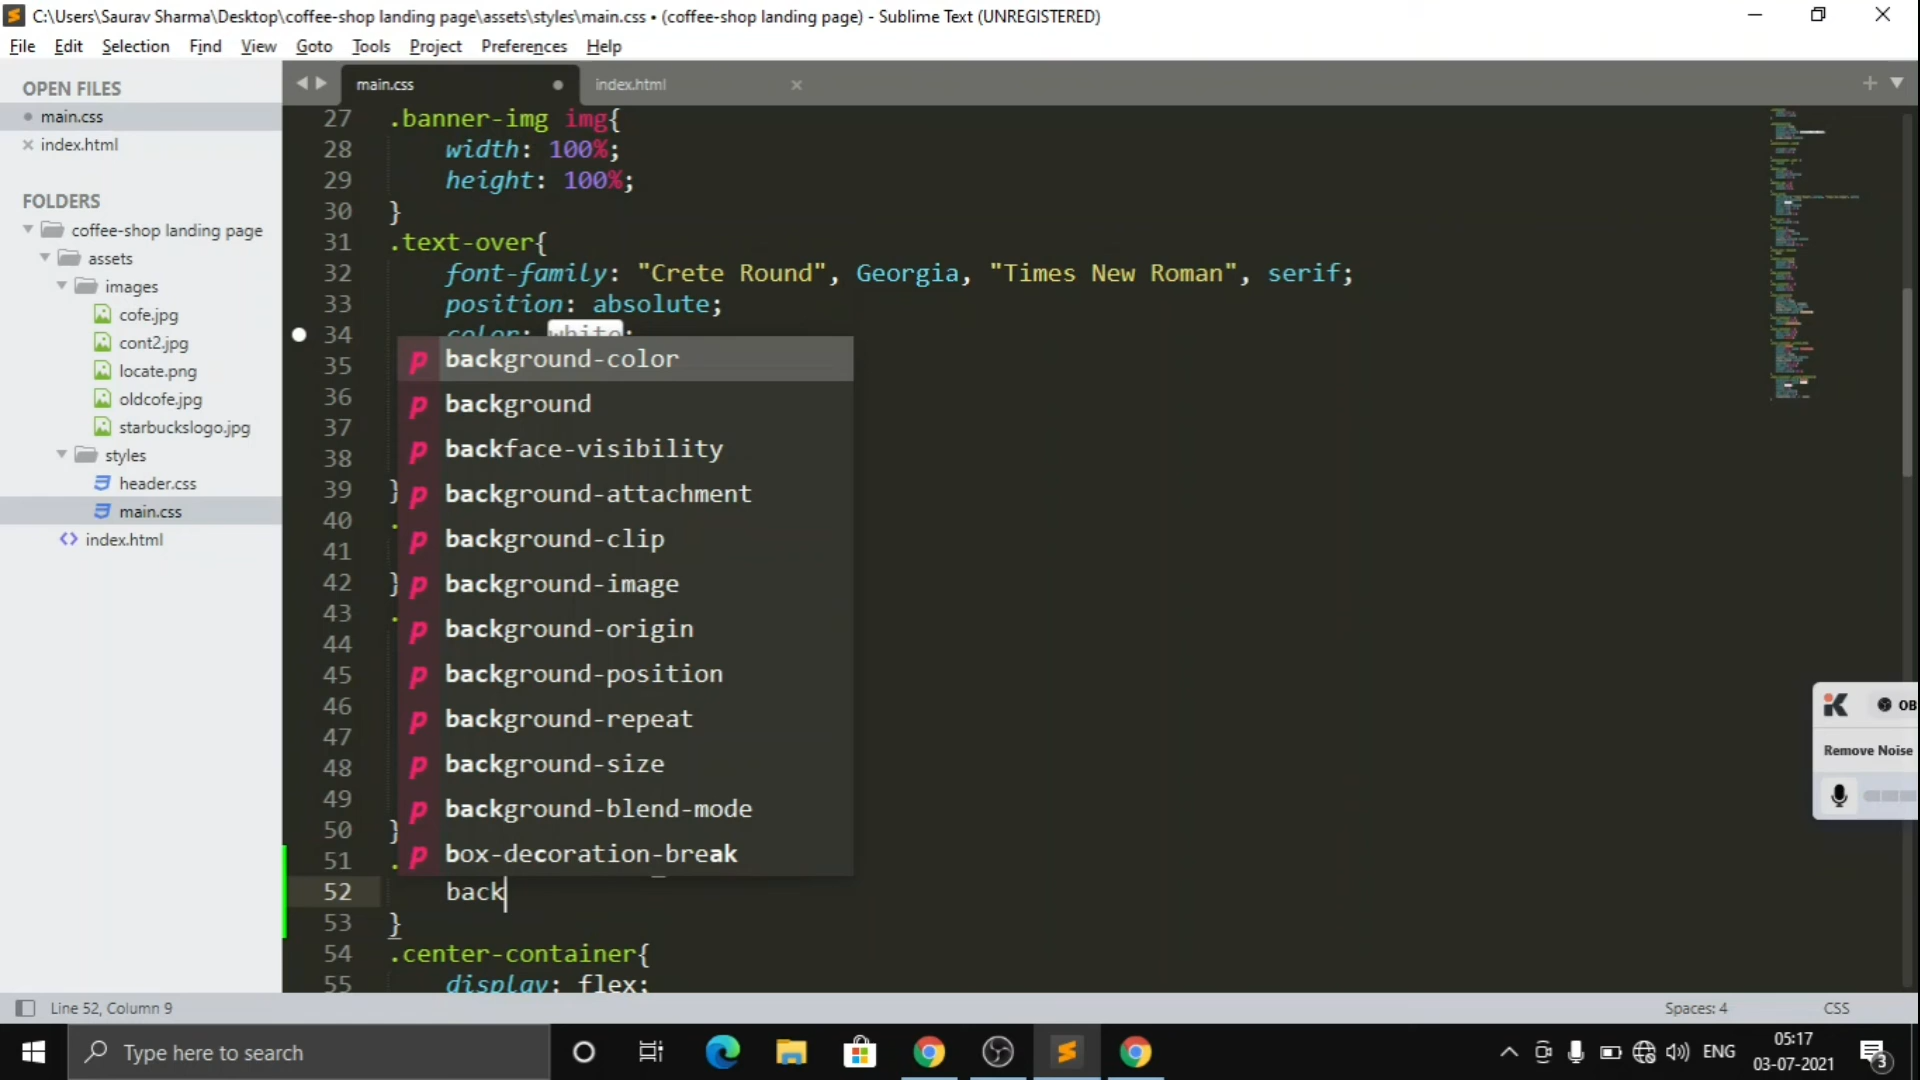 C:\Users\Saurav Sharma\Desktop\coffee-shop landing page\assets\styles\main.css • (coffee-shop landing page) - Sublime Text (UNREGISTERED)
File Edit Selection Find View Goto Tools Project Preferences Help
OPEN FILES
main.css
index.html
FOLDERS
coffee-shop landing page
assets
images
cofe.jpg
cont2.jpg
locate.png
oldcofe.jpg
starbuckslogo.jpg
styles
header.css
main.css
index.html
main.css index.html
27 .banner-img img{
28 width: 100%;
29 height: 100%;
30 }
31 .text-over{
32 font-family: "Crete Round", Georgia, "Times New Roman", serif;
33 position: absolute;
34 color: white;
35
36
37
38
39 }
40 .
41
42 }
43 .
44
45
46
47
48
49
50 }
51 .
52 back
53 }
54 .center-container{
55 display: flex;
p background-color
p background
p backface-visibility
p background-attachment
p background-clip
p background-image
p background-origin
p background-position
p background-repeat
p background-size
p background-blend-mode
p box-decoration-break
OB
Remove Noise
Line 52, Column 9 Spaces: 4 CSS
Type here to search
ENG
05:17
03-07-2021
3